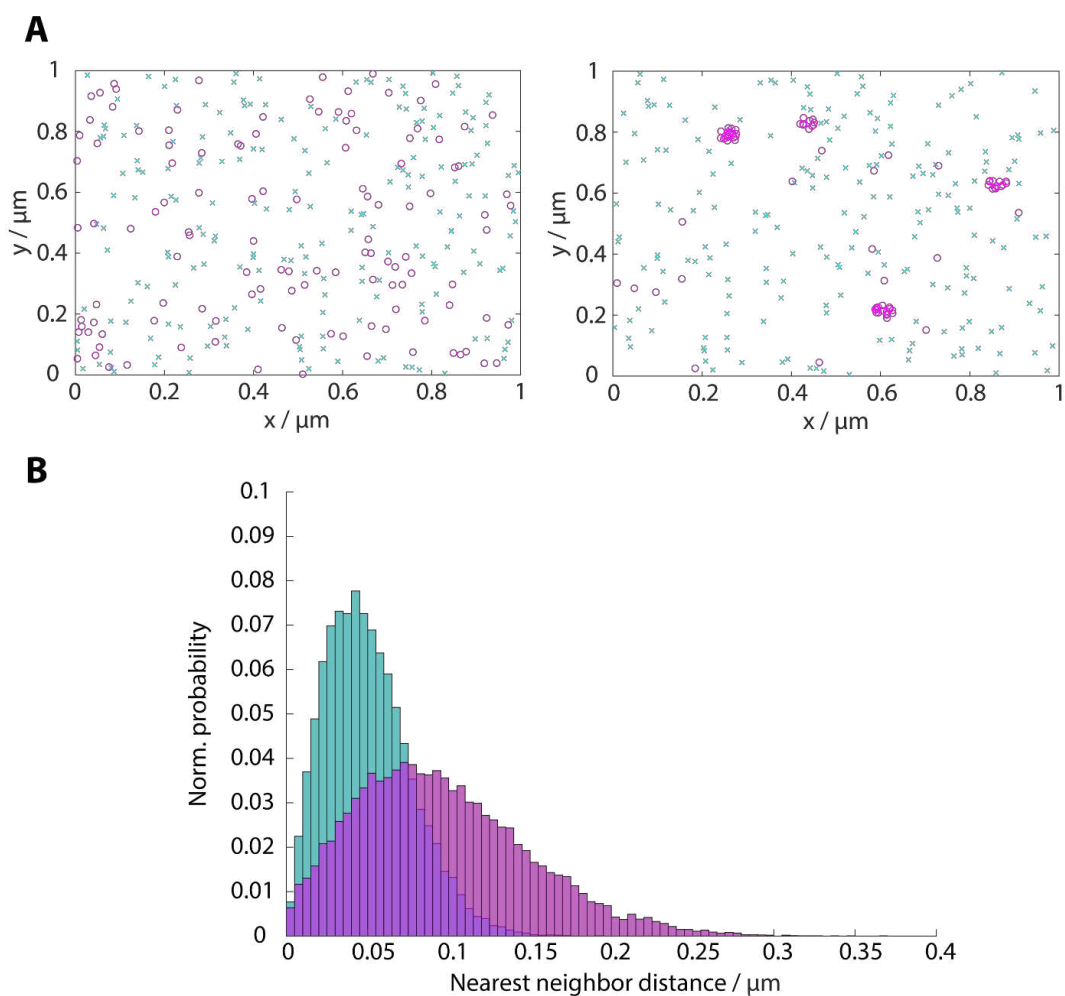 A
1
0.8
0.6
0.4
0.2
0
y / μm
0 0.2 0.4 0.6 0.8 1
x / μm
1
0.8
0.6
0.4
0.2
0
y / μm
0 0.2 0.4 0.6 0.8 1
x / μm
B
0.1
0.09
0.08
0.07
0.06
0.05
0.04
0.03
0.02
0.01
0
Norm. probability
0 0.05 0.1 0.15 0.2 0.25 0.3 0.35 0.4
Nearest neighbor distance / μm